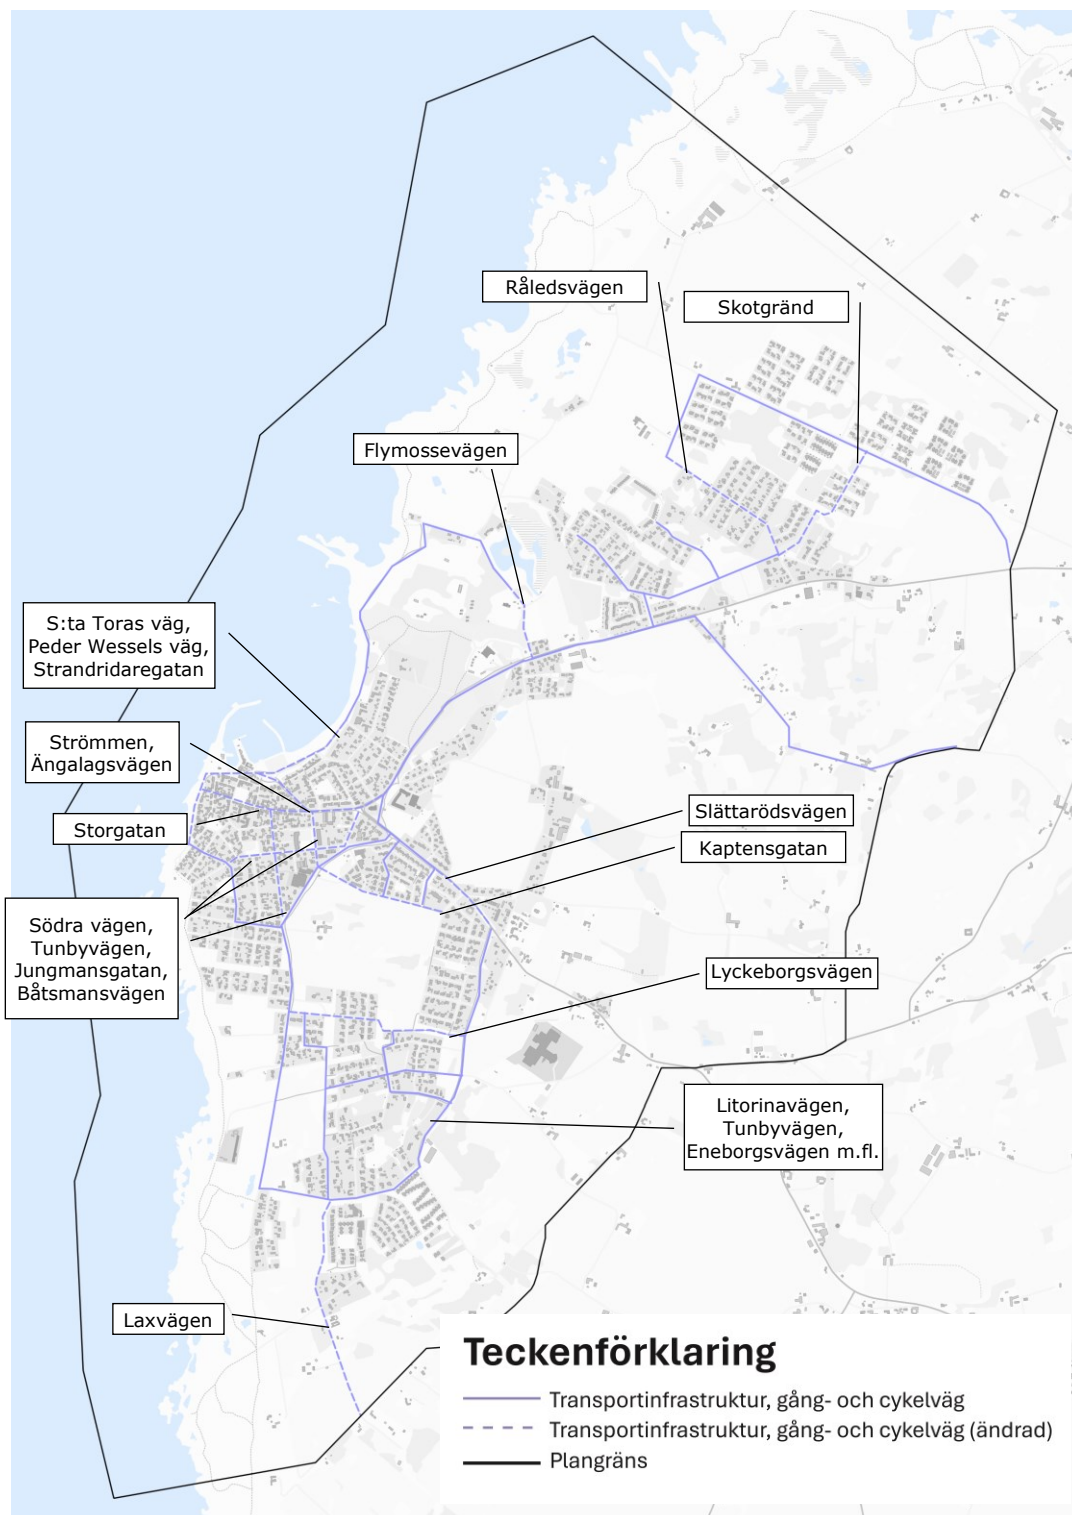 Råledsvägen
Skotgränd
Flymossevägen
S:ta Toras väg,
Peder Wessels väg,
Strandridaregatan
Strömmen,
Ängalagsvägen
Storgatan
Slättarödsvägen
Kaptensgatan
Södra vägen,
Tunbyvägen,
Jungmansgatan,
Båtsmansvägen
Lyckeborgsvägen
Litorinavägen,
Tunbyvägen,
Eneborgsvägen m.fl.
Laxvägen
Teckenförklaring
Transportinfrastruktur, gång- och cykelväg
Transportinfrastruktur, gång- och cykelväg (ändrad)
Plangräns